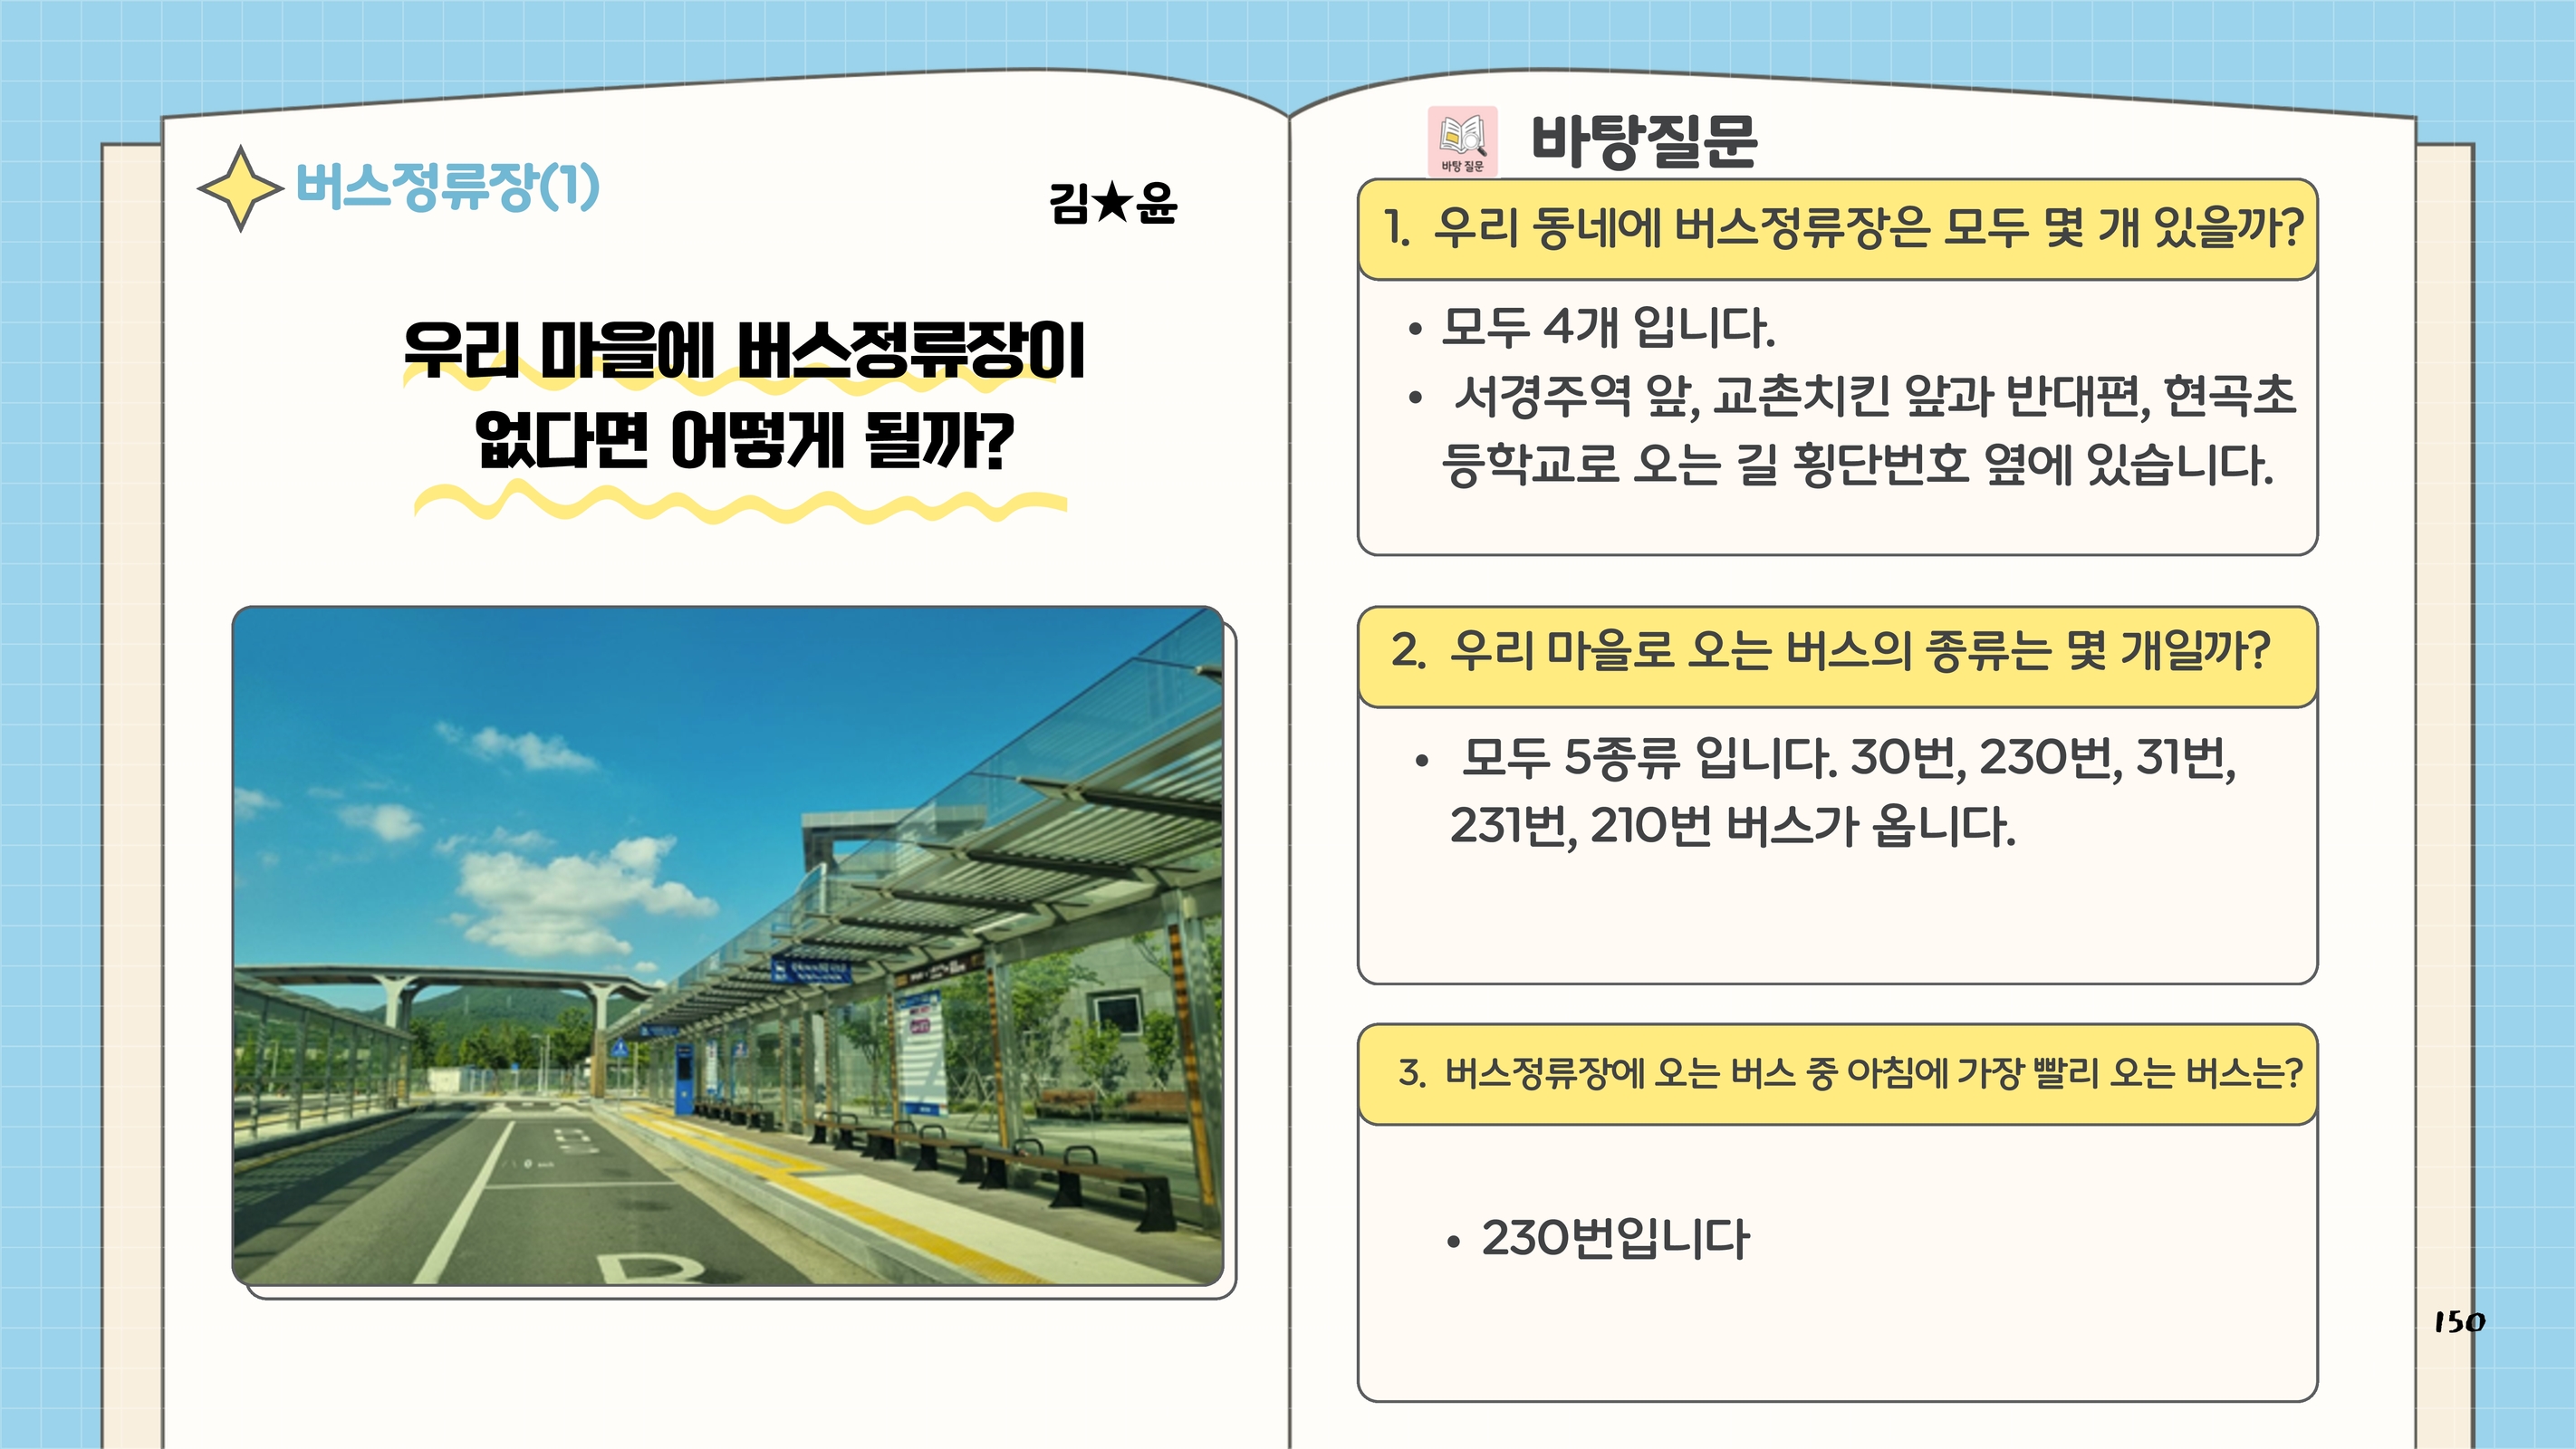 버스정류장(1)
김★윤
우리 마을에 버스정류장이
없다면 어떻게 될까?
바탕 질문
바탕질문
1. 우리 동네에 버스정류장은 모두 몇 개 있을까?
• 모두 4개 입니다.
• 서경주역 앞, 교촌치킨 앞과 반대편, 현곡초
등학교로 오는 길 횡단번호 옆에 있습니다.
2. 우리 마을로 오는 버스의 종류는 몇 개일까?
• 모두 5종류 입니다. 30번, 230번, 31번,
231번, 210번 버스가 옵니다.
3. 버스정류장에 오는 버스 중 아침에 가장 빨리 오는 버스는?
• 230번입니다
150